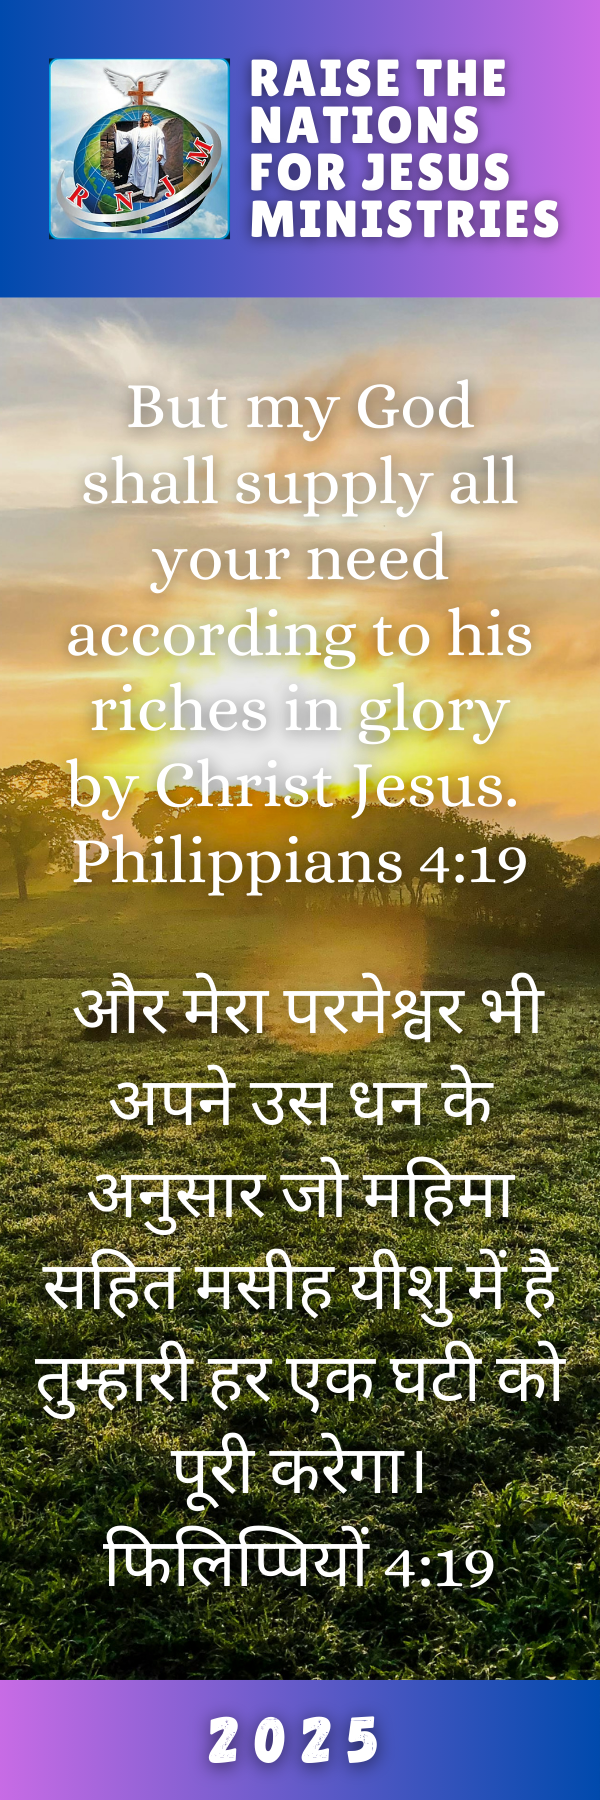 RNJM
RAISE THE
NATIONS
FOR JESUS
MINISTRIES
But my God
shall supply all
your need
according to his
riches in glory
by Christ Jesus.
Philippians 4:19
और मेरा परमेश्वर भी
अपने उस धन के
अनुसार जो महिमा
सहित मसीह यीशु में है
तुम्हारी हर एक घटी को
पूरी करेगा।
फिलिप्पियों 4:19
2025